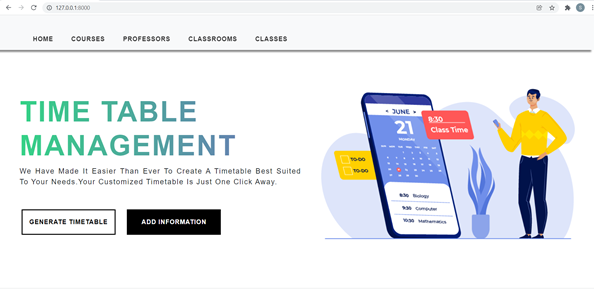 127.0.0.1:8000
HOME COURSES PROFESSORS CLASSROOMS CLASSES
TIME TABLE
MANAGEMENT
We Have Made It Easier Than Ever To Create A Timetable Best Suited
To Your Needs.Your Customized Timetable Is Just One Click Away.
GENERATE TIMETABLE ADD INFORMATION
JUNE
21
8:30
Class Time
TO-DO
TO-DO
8:30 Biology
9:30 Computer
10:30 Mathematics